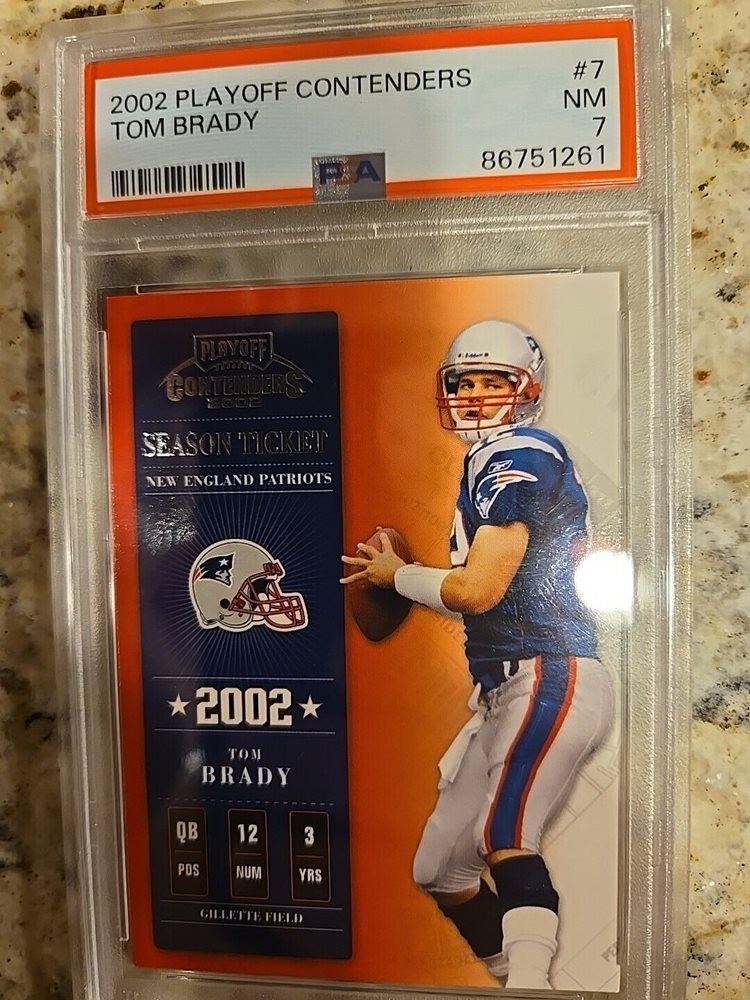 2002 PLAYOFF CONTENDERS #7
TOM BRADY NM
7
PSA 86751261
PLAYOFF
CONTENDERS
2002
SEASON TICKET
NEW ENGLAND PATRIOTS
★2002★
TOM
BRADY
QB 12 3
POS NUM YRS
GILLETTE FIELD
Riddell